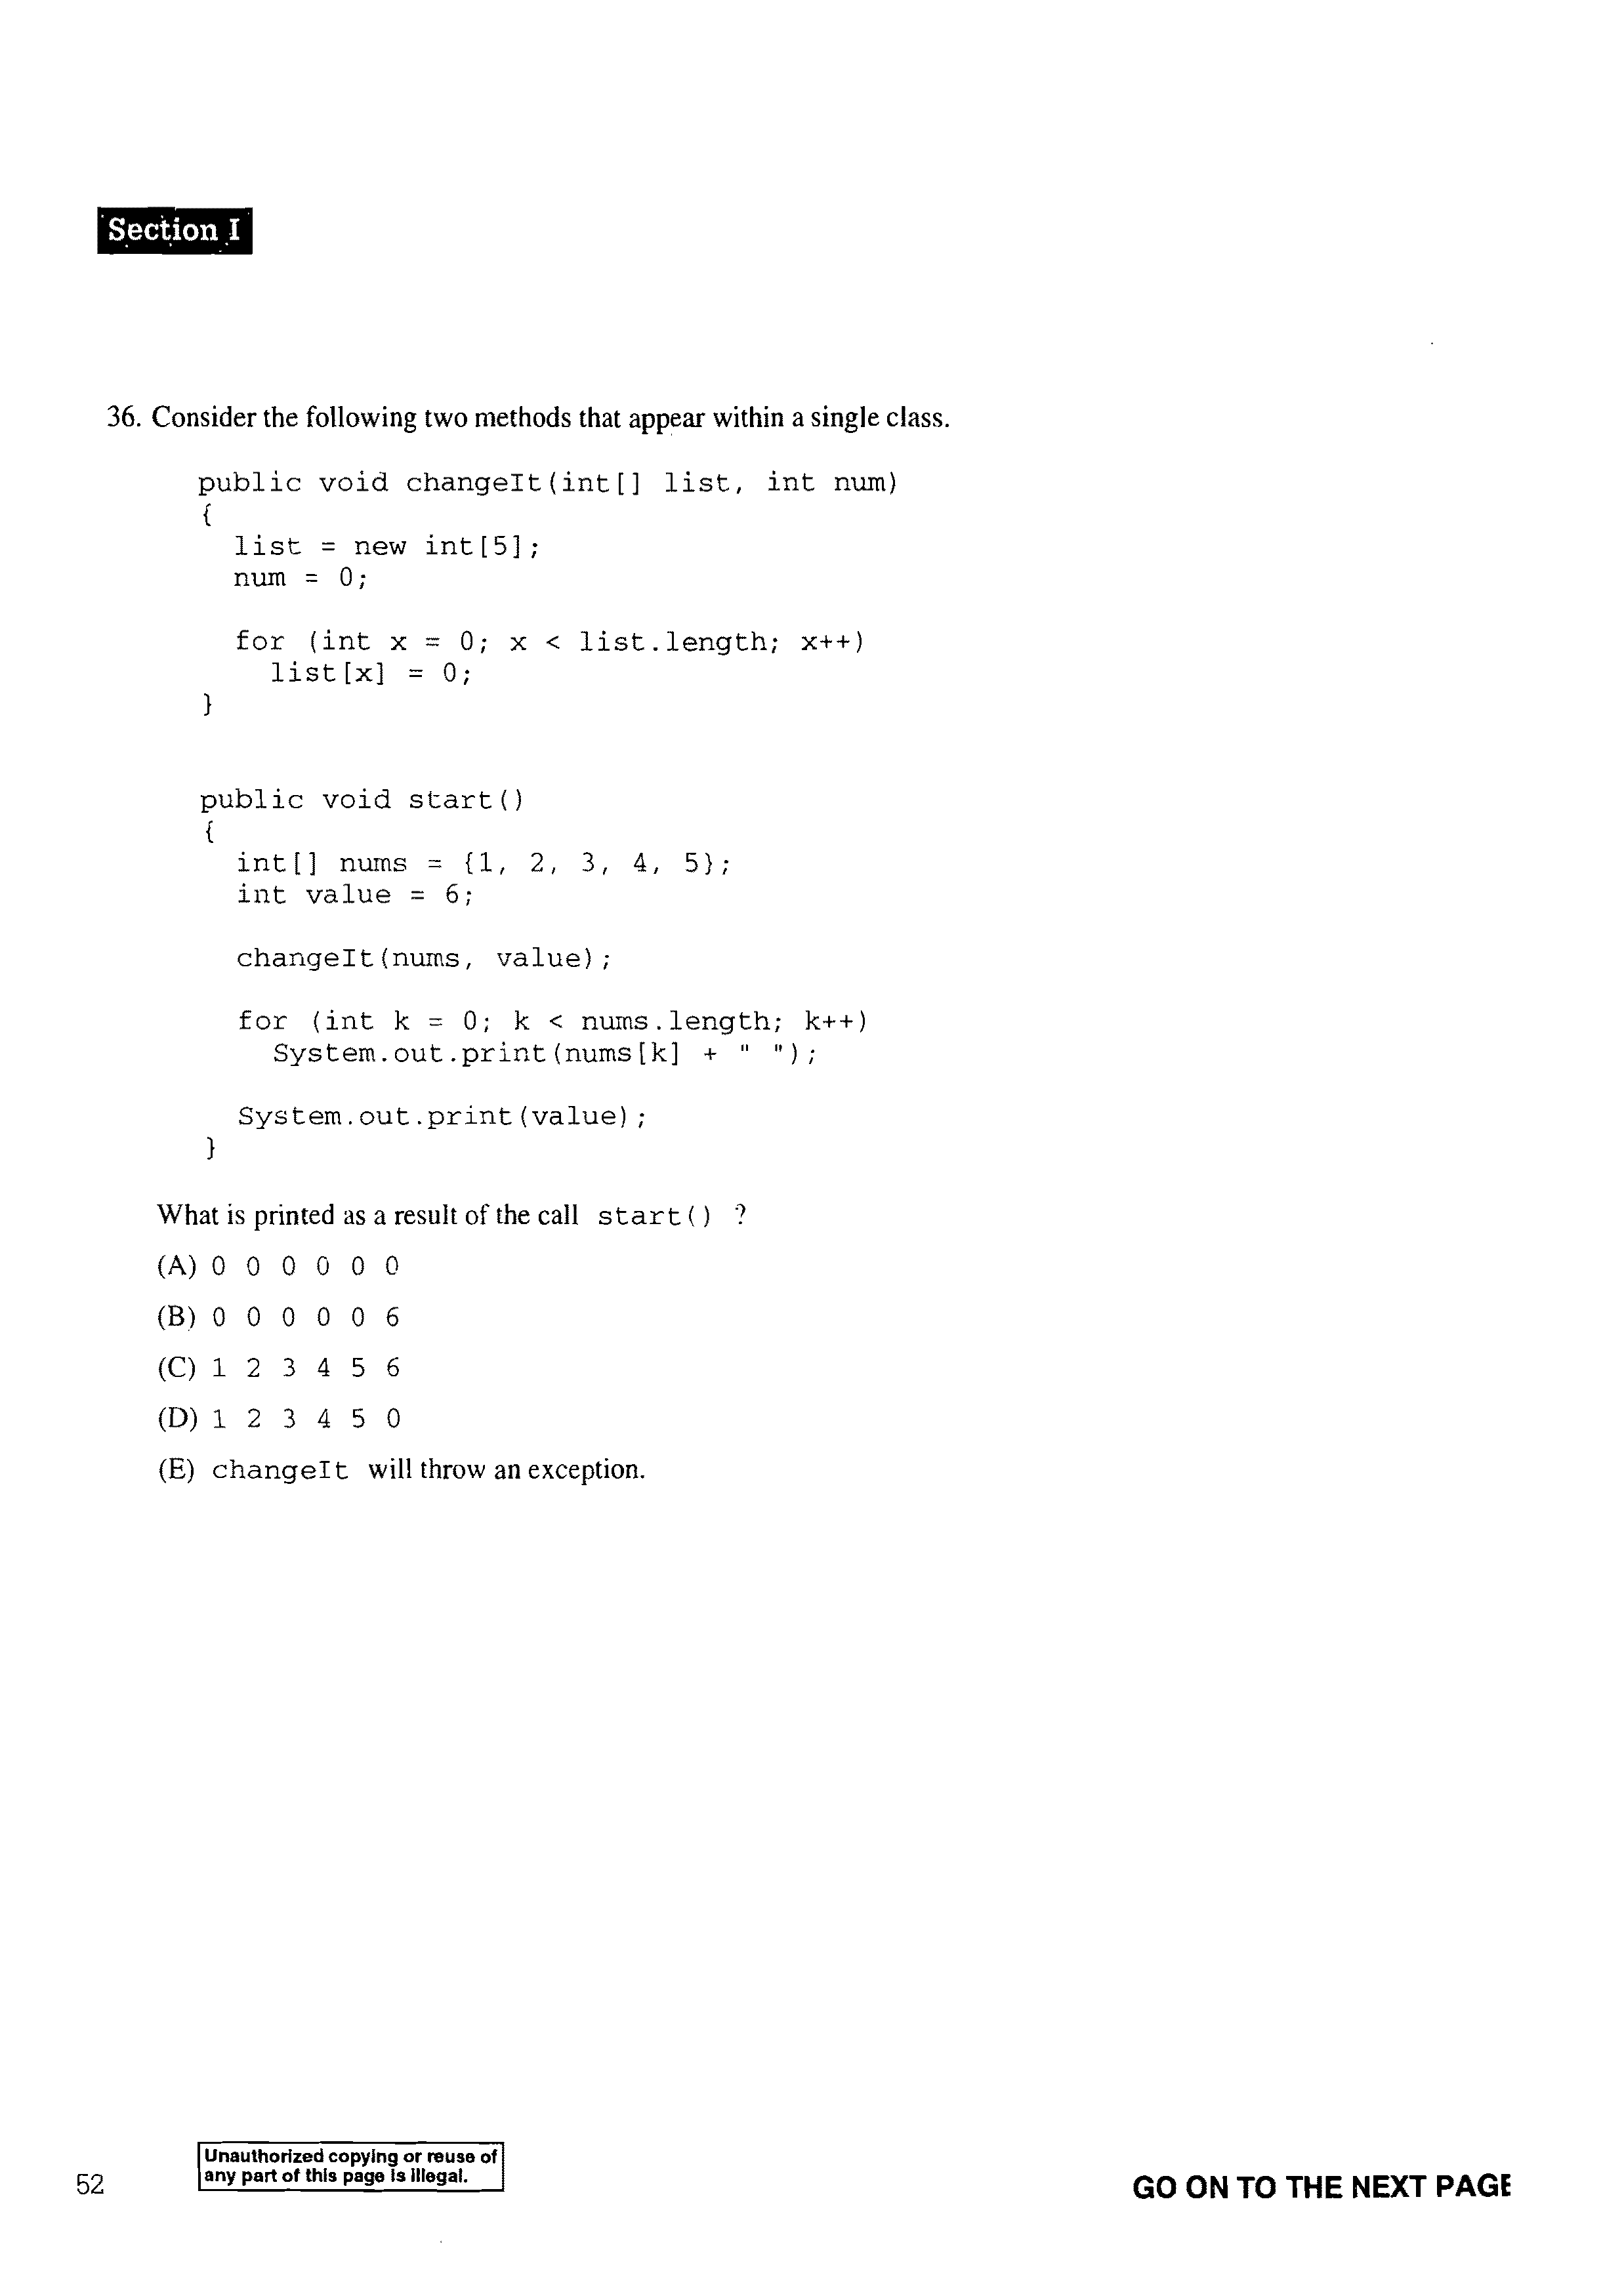 Section I
36. Consider the following two methods that appear within a single class.
public void changeIt(int[] list, int num)
{
list = new int[5];
num = 0;
for (int x = 0; x < list.length; x++)
list[x] = 0;
}
public void start()
{
int[] nums = {1, 2, 3, 4, 5};
int value = 6;
changeIt(nums, value);
for (int k = 0; k < nums.length; k++)
System.out.print(nums[k] + " ");
System.out.print(value);
}
What is printed as a result of the call start() ?
(A) 0 0 0 0 0 0
(B) 0 0 0 0 0 6
(C) 1 2 3 4 5 6
(D) 1 2 3 4 5 0
(E) changeIt will throw an exception.
Unauthorized copying or reuse of
any part of this page is illegal.
52
GO ON TO THE NEXT PAGE